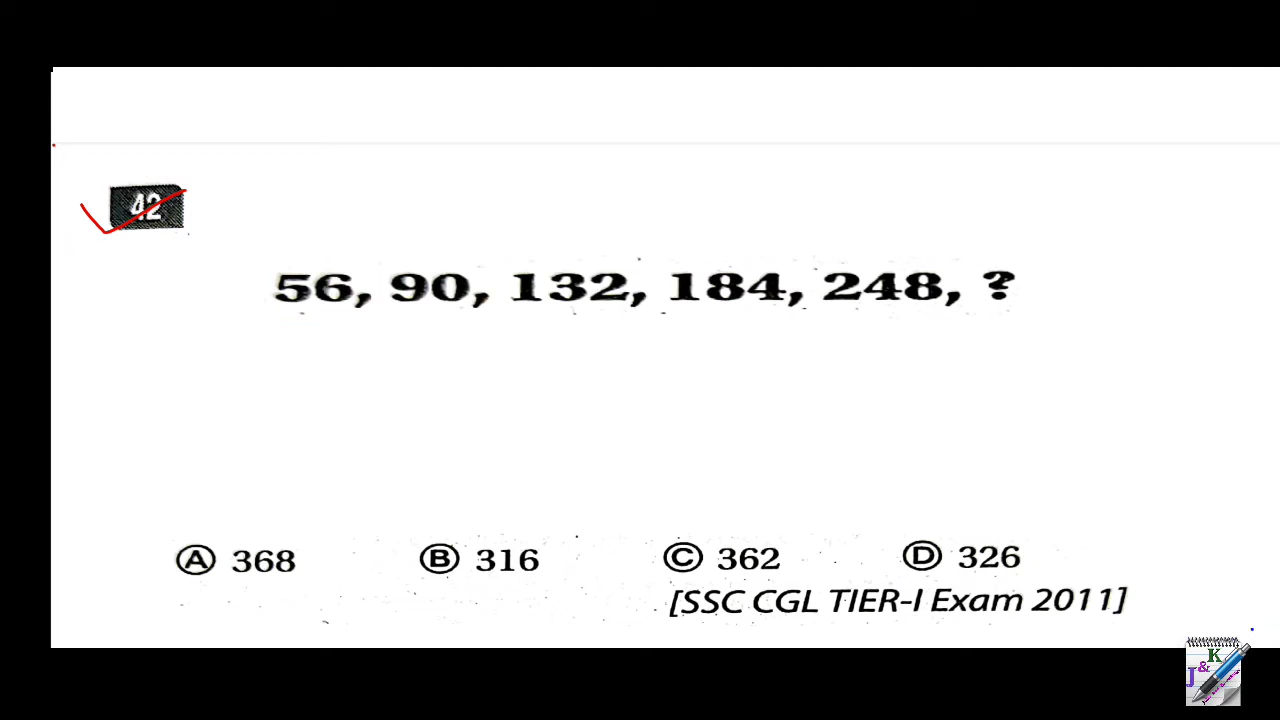 42
56, 90, 132, 184, 248, ?
Ⓐ 368 Ⓑ 316 Ⓒ 362 Ⓓ 326
[SSC CGL TIER-I Exam 2011]
J&K